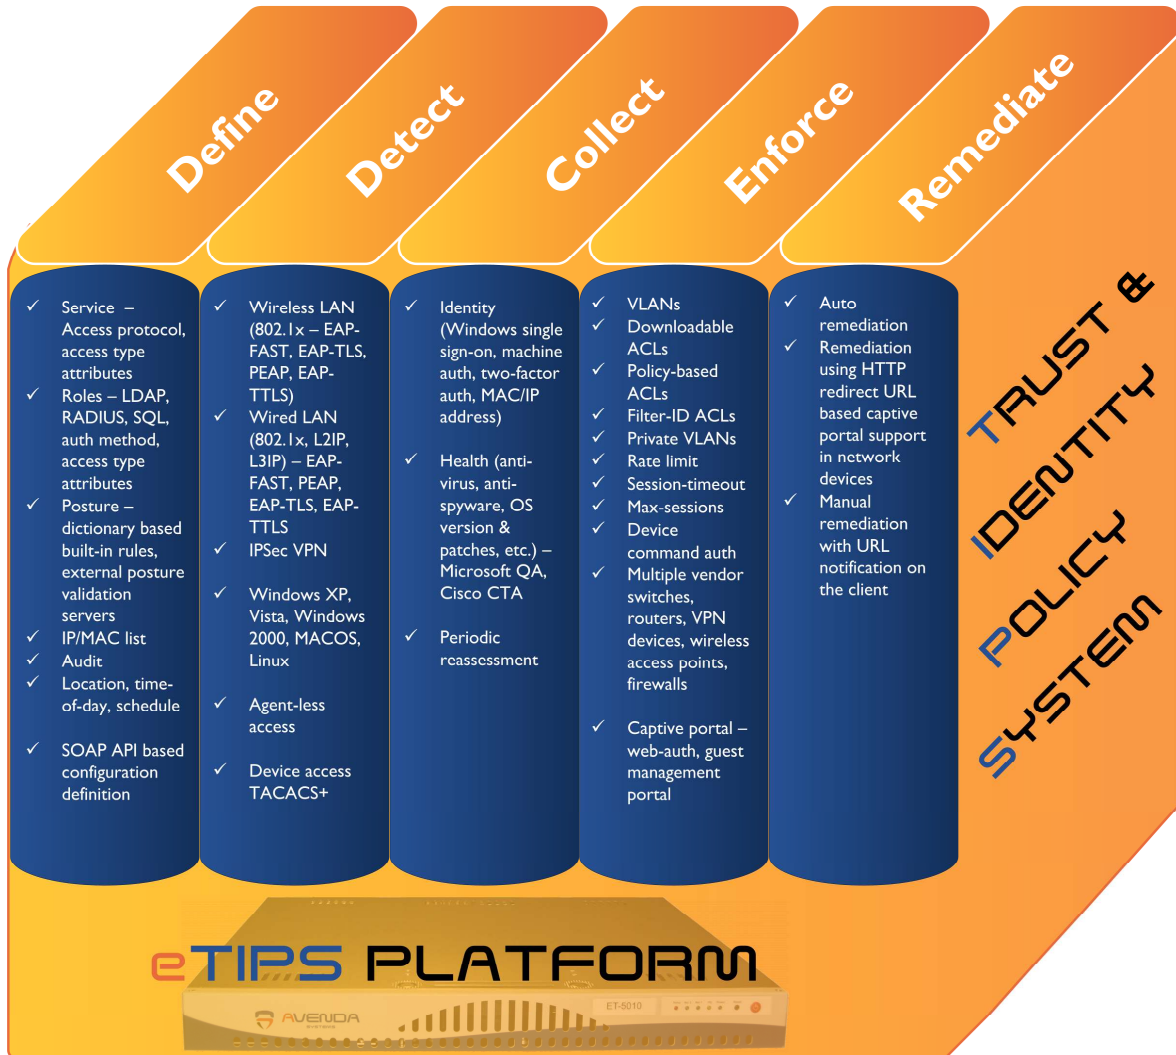 Define
Detect
Collect
Enforce
Remediate
✓ Service –
Access protocol,
access type
attributes
✓ Roles – LDAP,
RADIUS, SQL,
auth method,
access type
attributes
✓ Posture –
dictionary based
built-in rules,
external posture
validation
servers
✓ IP/MAC list
✓ Audit
✓ Location, time-
of-day, schedule
✓ SOAP API based
configuration
definition
✓ Wireless LAN
(802.1x – EAP-
FAST, EAP-TLS,
PEAP, EAP-
TTLS)
✓ Wired LAN
(802.1x, L2IP,
L3IP) – EAP-
FAST, PEAP,
EAP-TLS, EAP-
TTLS
✓ IPSec VPN
✓ Windows XP,
Vista, Windows
2000, MACOS,
Linux
✓ Agent-less
access
✓ Device access
TACACS+
✓ Identity
(Windows single
sign-on, machine
auth, two-factor
auth, MAC/IP
address)
✓ Health (anti-
virus, anti-
spyware, OS
version &
patches, etc.) –
Microsoft QA,
Cisco CTA
✓ Periodic
reassessment
✓ VLANs
✓ Downloadable
ACLs
✓ Policy-based
ACLs
✓ Filter-ID ACLs
✓ Private VLANs
✓ Rate limit
✓ Session-timeout
✓ Max-sessions
✓ Device
command auth
✓ Multiple vendor
switches,
routers, VPN
devices, wireless
access points,
firewalls
✓ Captive portal –
web-auth, guest
management
portal
✓ Auto
remediation
✓ Remediation
using HTTP
redirect URL
based captive
portal support
in network
devices
✓ Manual
remediation
with URL
notification on
the client
TRUST &
IDENTITY
POLICY
SYSTEM
eTIPS PLATFORM
AVENDA
SYSTEMS
ET-5010